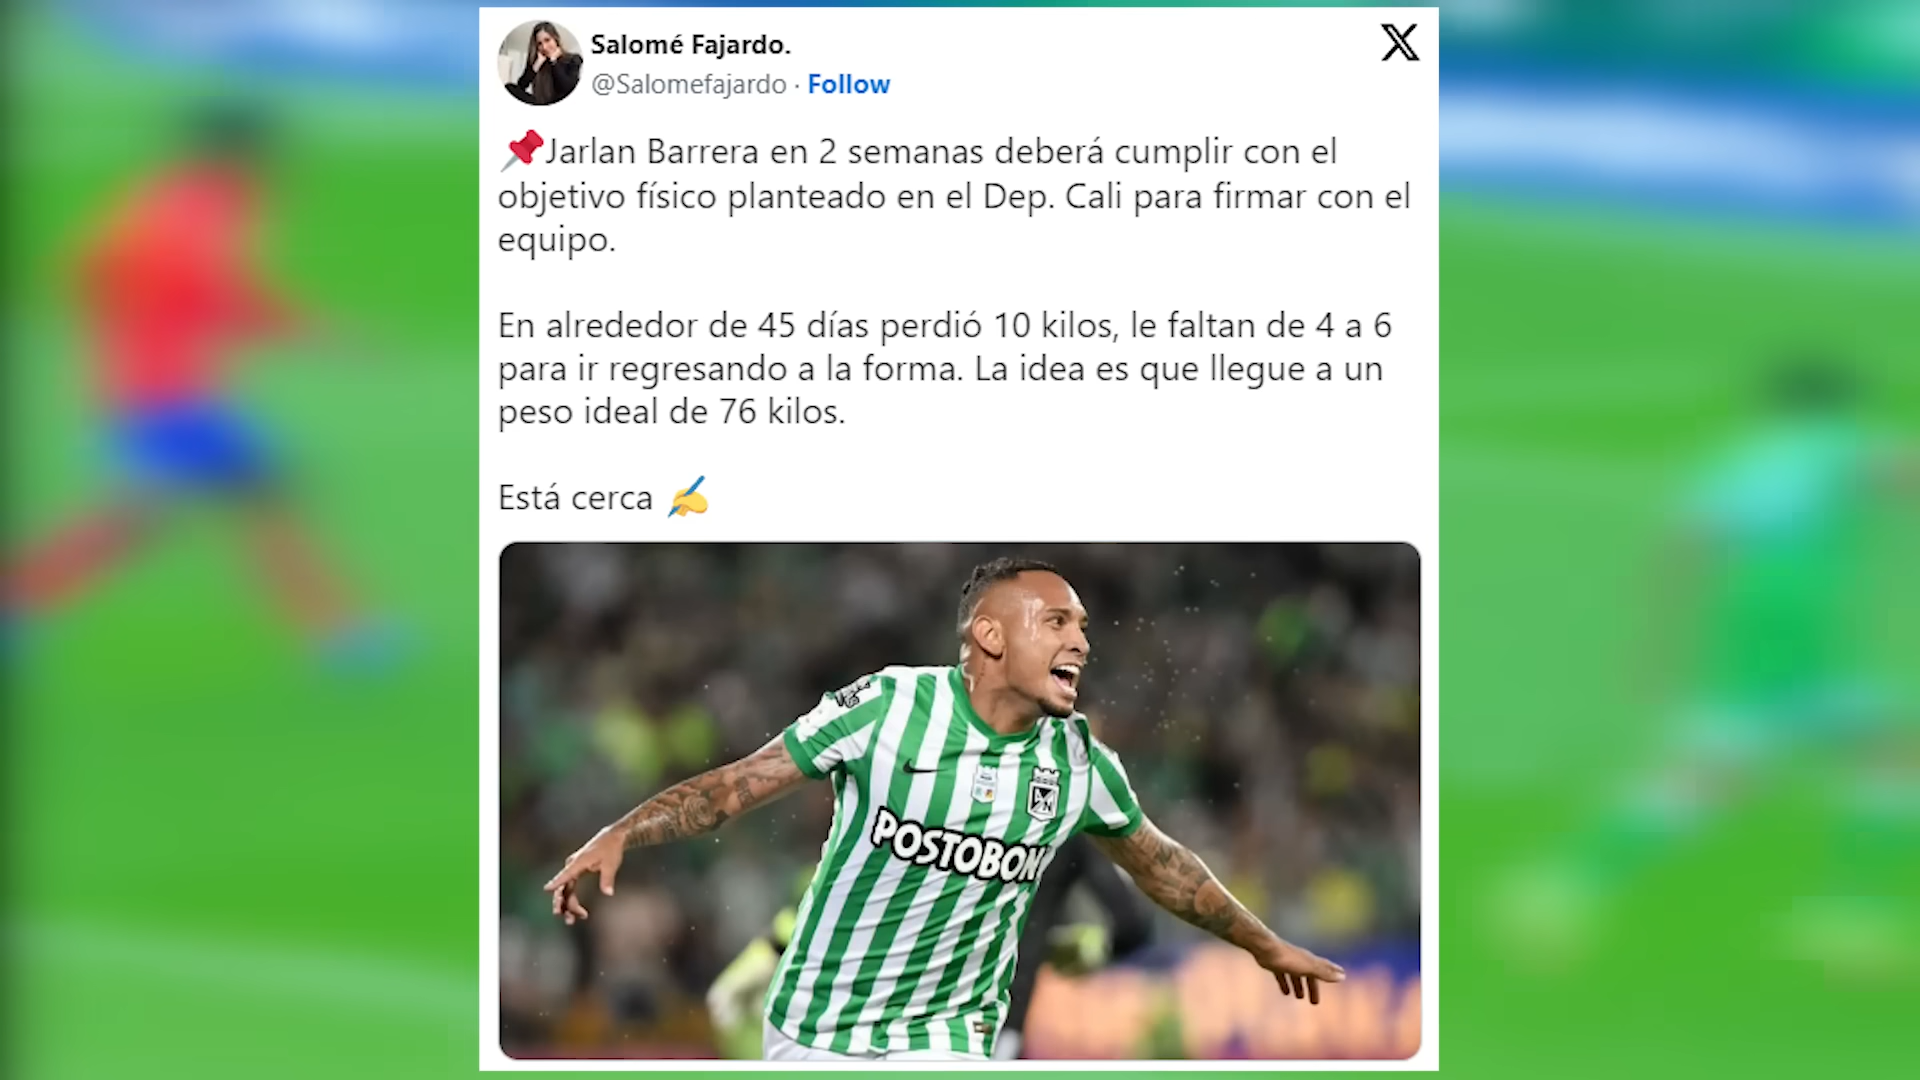 Salomé Fajardo.
@Salomefajardo · Follow
📌Jarlan Barrera en 2 semanas deberá cumplir con el
objetivo físico planteado en el Dep. Cali para firmar con el
equipo.
En alrededor de 45 días perdió 10 kilos, le faltan de 4 a 6
para ir regresando a la forma. La idea es que llegue a un
peso ideal de 76 kilos.
Está cerca ✍️
POSTOBON